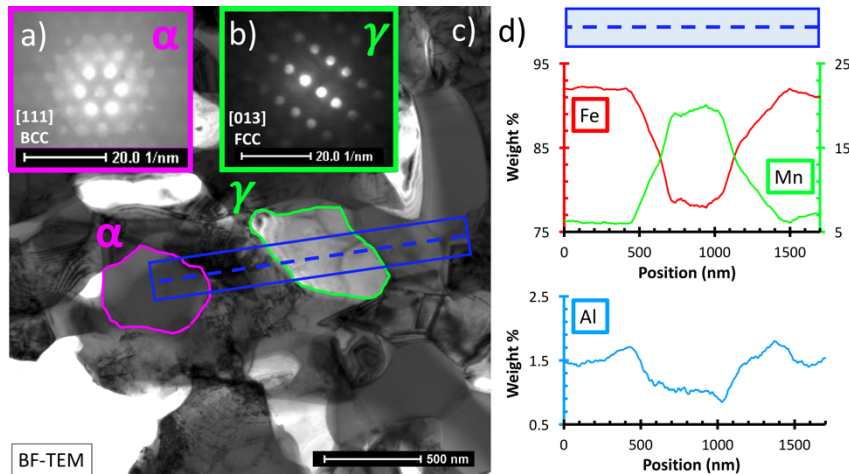 a)
α
[111]
BCC
20.0 1/nm
b)
γ
[013]
FCC
20.0 1/nm
c)
γ
α
BF-TEM
500 nm
d)
95
85
75
Weight %
Fe
Mn
25
15
5
Weight %
0
500
1000
1500
Position (nm)
2.5
1.5
0.5
Weight %
Al
0
500
1000
1500
Position (nm)